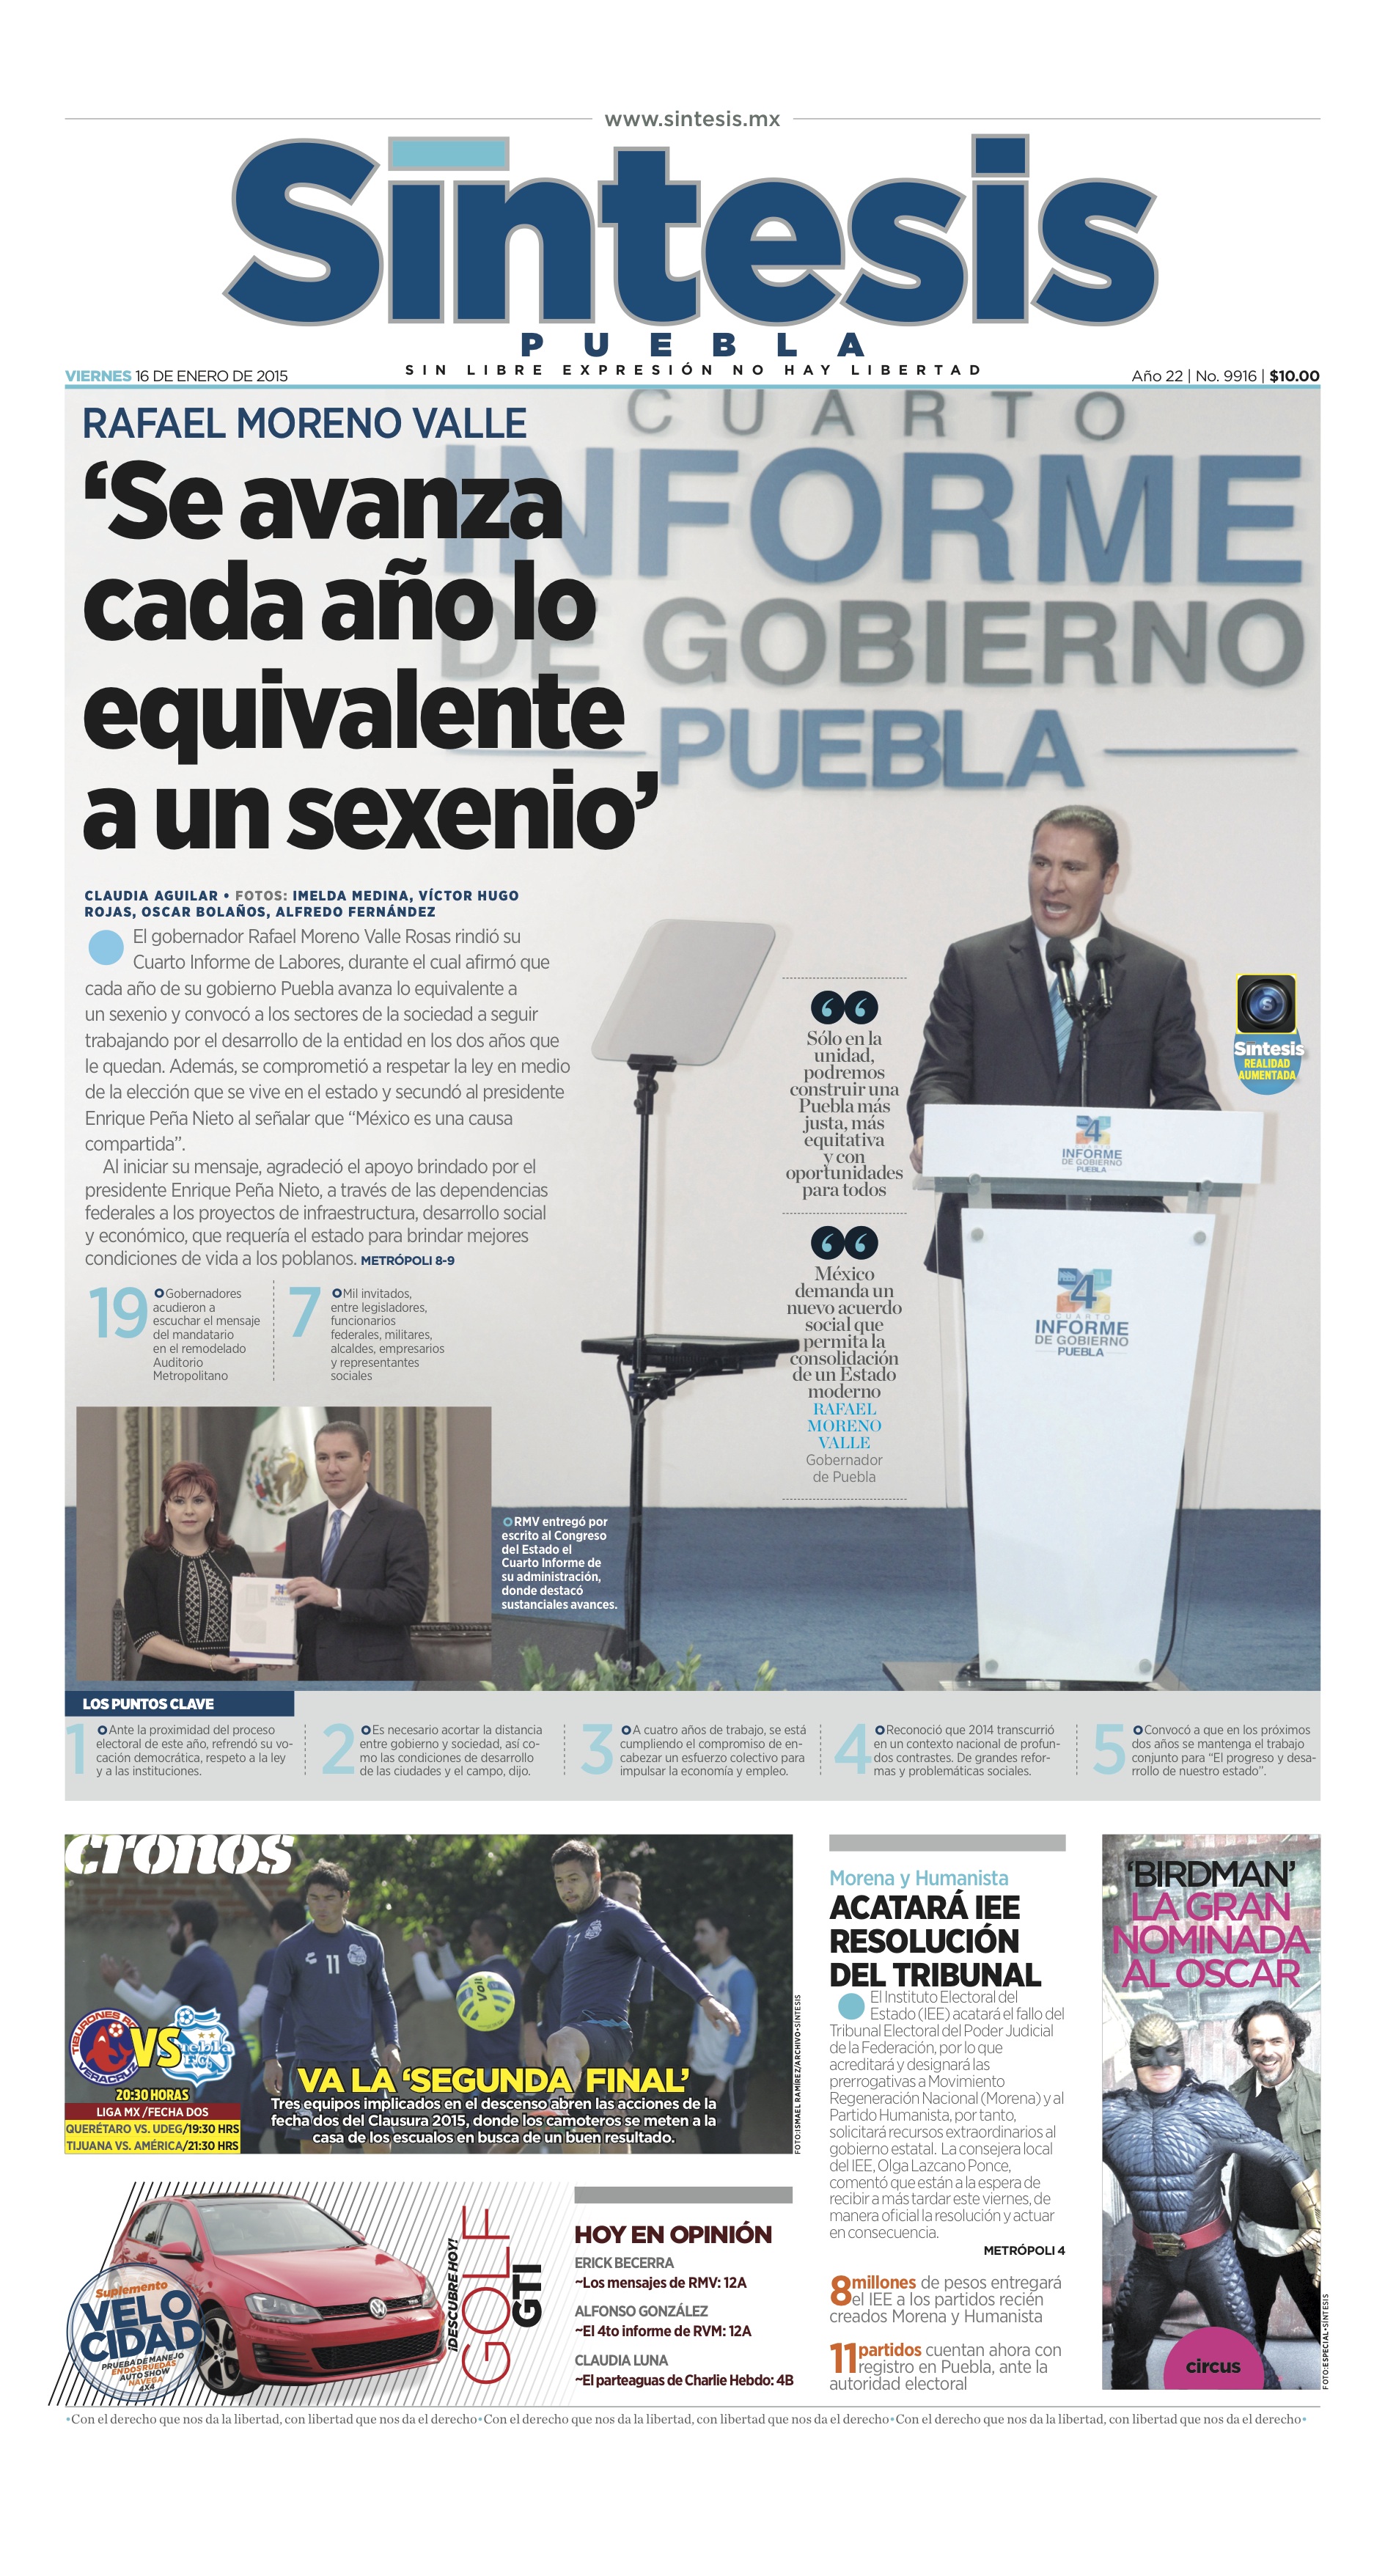 www.sintesis.mx
Síntesis
PUEBLA
SIN LIBRE EXPRESIÓN NO HAY LIBERTAD
VIERNES 16 DE ENERO DE 2015
Año 22 | No. 9916 | $10.00
CUARTO
INFORME
DE GOBIERNO
PUEBLA
RAFAEL MORENO VALLE
‘Se avanza
cada año lo
equivalente
a un sexenio’
CLAUDIA AGUILAR • FOTOS: IMELDA MEDINA, VÍCTOR HUGO
ROJAS, OSCAR BOLAÑOS, ALFREDO FERNÁNDEZ
El gobernador Rafael Moreno Valle Rosas rindió su
Cuarto Informe de Labores, durante el cual afirmó que
cada año de su gobierno Puebla avanza lo equivalente a
un sexenio y convocó a los sectores de la sociedad a seguir
trabajando por el desarrollo de la entidad en los dos años que
le quedan. Además, se comprometió a respetar la ley en medio
de la elección que se vive en el estado y secundó al presidente
Enrique Peña Nieto al señalar que “México es una causa
compartida”.
Al iniciar su mensaje, agradeció el apoyo brindado por el
presidente Enrique Peña Nieto, a través de las dependencias
federales a los proyectos de infraestructura, desarrollo social
y económico, que requería el estado para brindar mejores
condiciones de vida a los poblanos. METRÓPOLI 8-9
19
Gobernadores
acudieron a
escuchar el mensaje
del mandatario
en el remodelado
Auditorio
Metropolitano
7
Mil invitados,
entre legisladores,
funcionarios
federales, militares,
alcaldes, empresarios
y representantes
sociales
Sólo en la
unidad,
podremos
construir una
Puebla más
justa, más
equitativa
y con
oportunidades
para todos
México
demanda un
nuevo acuerdo
social que
permita la
consolidación
de un Estado
moderno
RAFAEL
MORENO
VALLE
Gobernador
de Puebla
S
Síntesis
REALIDAD
AUMENTADA
4
CUARTO
INFORME
DE GOBIERNO
PUEBLA
4
CUARTO
INFORME
DE GOBIERNO
PUEBLA
RMV entregó por
escrito al Congreso
del Estado el
Cuarto Informe de
su administración,
donde destacó
sustanciales avances.
LOS PUNTOS CLAVE
1
Ante la proximidad del proceso
electoral de este año, refrendó su vo-
cación democrática, respeto a la ley
y a las instituciones.
2
Es necesario acortar la distancia
entre gobierno y sociedad, así co-
mo las condiciones de desarrollo
de las ciudades y el campo, dijo.
3
A cuatro años de trabajo, se está
cumpliendo el compromiso de en-
cabezar un esfuerzo colectivo para
impulsar la economía y empleo.
4
Reconoció que 2014 transcurrió
en un contexto nacional de profun-
dos contrastes. De grandes refor-
mas y problemáticas sociales.
5
Convocó a que en los próximos
dos años se mantenga el trabajo
conjunto para “El progreso y desa-
rrollo de nuestro estado”.
cronos
11
7
Voit
TIBURONES ROJOS
VERACRUZ
VS
Puebla
F.C.
20:30 HORAS
LIGA MX /FECHA DOS
QUERÉTARO VS. UDEG/19:30 HRS
TIJUANA VS. AMÉRICA/21:30 HRS
VA LA ‘SEGUNDA FINAL’
Tres equipos implicados en el descenso abren las acciones de la
fecha dos del Clausura 2015, donde los camoteros se meten a la
casa de los escualos en busca de un buen resultado.
FOTO:ISMAEL RAMÍREZ/ARCHIVO•SÍNTESIS
Morena y Humanista
ACATARÁ IEE
RESOLUCIÓN
DEL TRIBUNAL
El Instituto Electoral del
Estado (IEE) acatará el fallo del
Tribunal Electoral del Poder Judicial
de la Federación, por lo que
acreditará y designará las
prerrogativas a Movimiento
Regeneración Nacional (Morena) y al
Partido Humanista, por tanto,
solicitará recursos extraordinarios al
gobierno estatal. La consejera local
del IEE, Olga Lazcano Ponce,
comentó que están a la espera de
recibir a más tardar este viernes, de
manera oficial la resolución y actuar
en consecuencia.
METRÓPOLI 4
8 millones de pesos entregará
el IEE a los partidos recién
creados Morena y Humanista
11 partidos cuentan ahora con
registro en Puebla, ante la
autoridad electoral
‘BIRDMAN’
LA GRAN
NOMINADA
AL OSCAR
circus
FOTO:ESPECIAL•SÍNTESIS
Suplemento
VELO
CIDAD
PRUEBA DE MANEJO
EN DOS RUEDAS
AUTO SHOW
NAVEGA
4X4
¡DESCUBRE HOY!
GOLF
GTI
HOY EN OPINIÓN
ERICK BECERRA
~Los mensajes de RMV: 12A
ALFONSO GONZÁLEZ
~El 4to informe de RVM: 12A
CLAUDIA LUNA
~El parteaguas de Charlie Hebdo: 4B
•Con el derecho que nos da la libertad, con libertad que nos da el derecho•Con el derecho que nos da la libertad, con libertad que nos da el derecho•Con el derecho que nos da la libertad, con libertad que nos da el derecho•